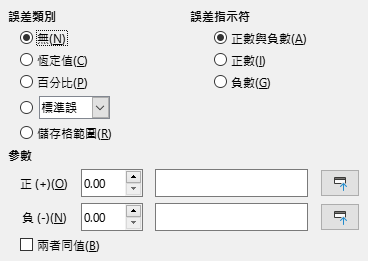 誤差類別
無(N)
恆定值(C)
百分比(P)
標準誤
儲存格範圍(R)
誤差指示符
正數與負數(A)
正數(I)
負數(G)
參數
正 (+)(O) 0.00
負 (-)(N) 0.00
兩者同值(B)